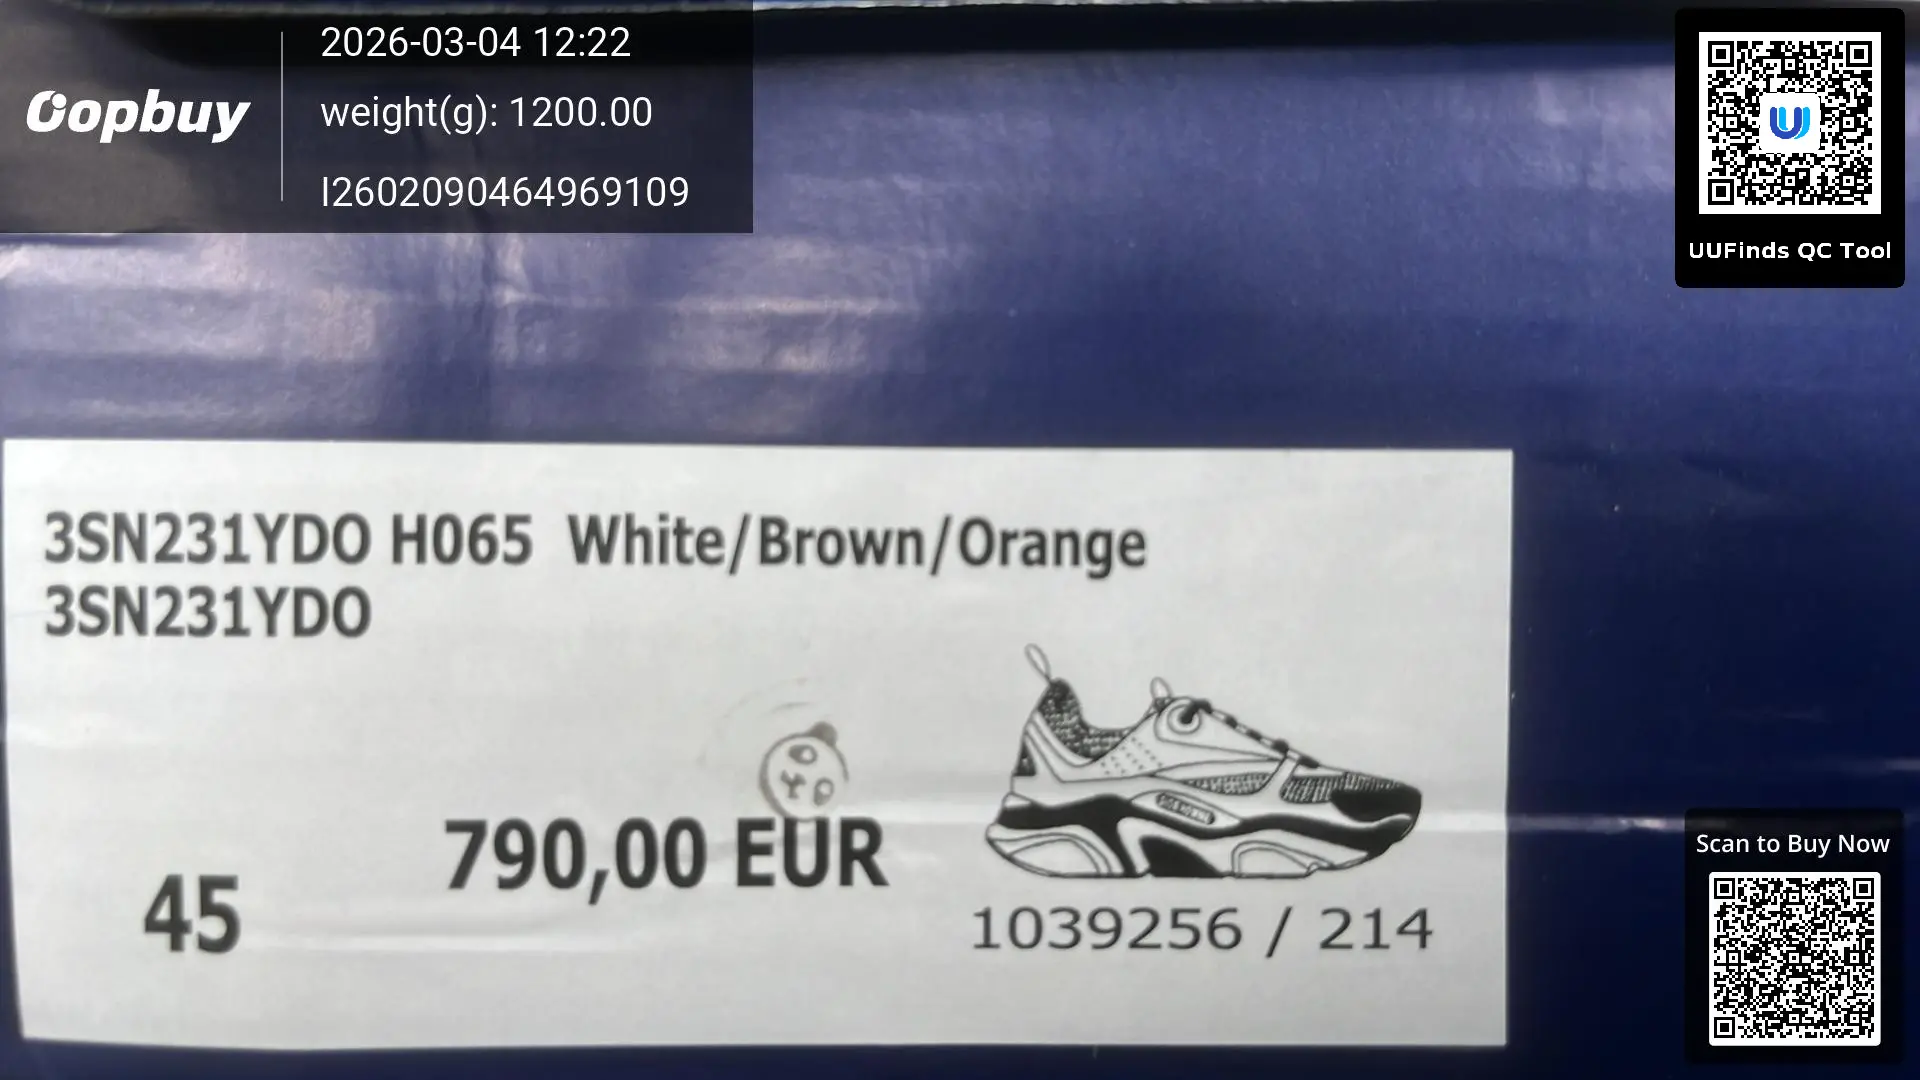 Oopbuy
2026-03-04 12:22
weight(g): 1200.00
I2602090464969109
UUFinds QC Tool
3SN231YDO H065 White/Brown/Orange
3SN231YDO
790,00 EUR
45
1039256 / 214
Scan to Buy Now